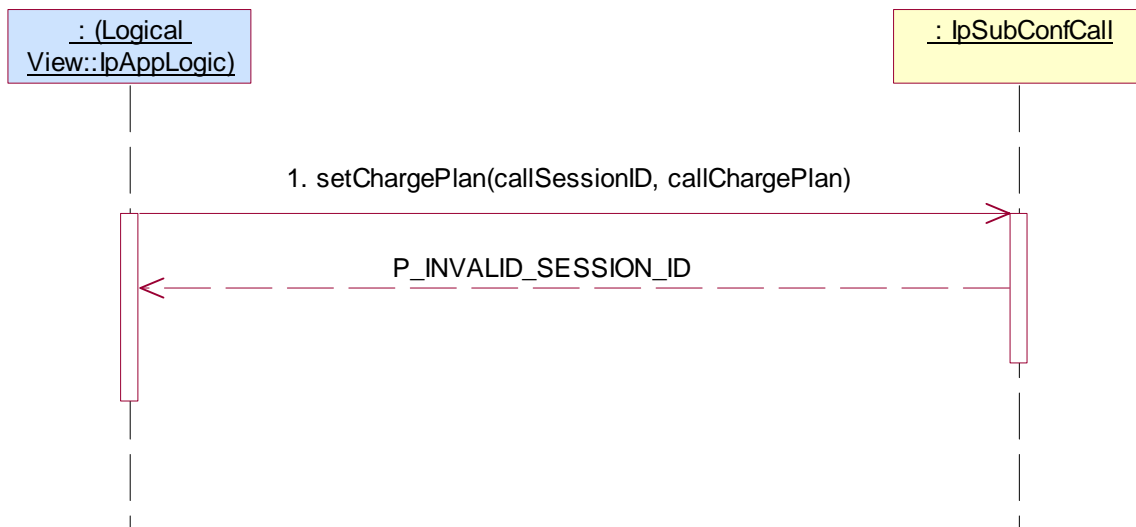 : (Logical
View::IpAppLogic)
: IpSubConfCall
1. setChargePlan(callSessionID, callChargePlan)
P_INVALID_SESSION_ID